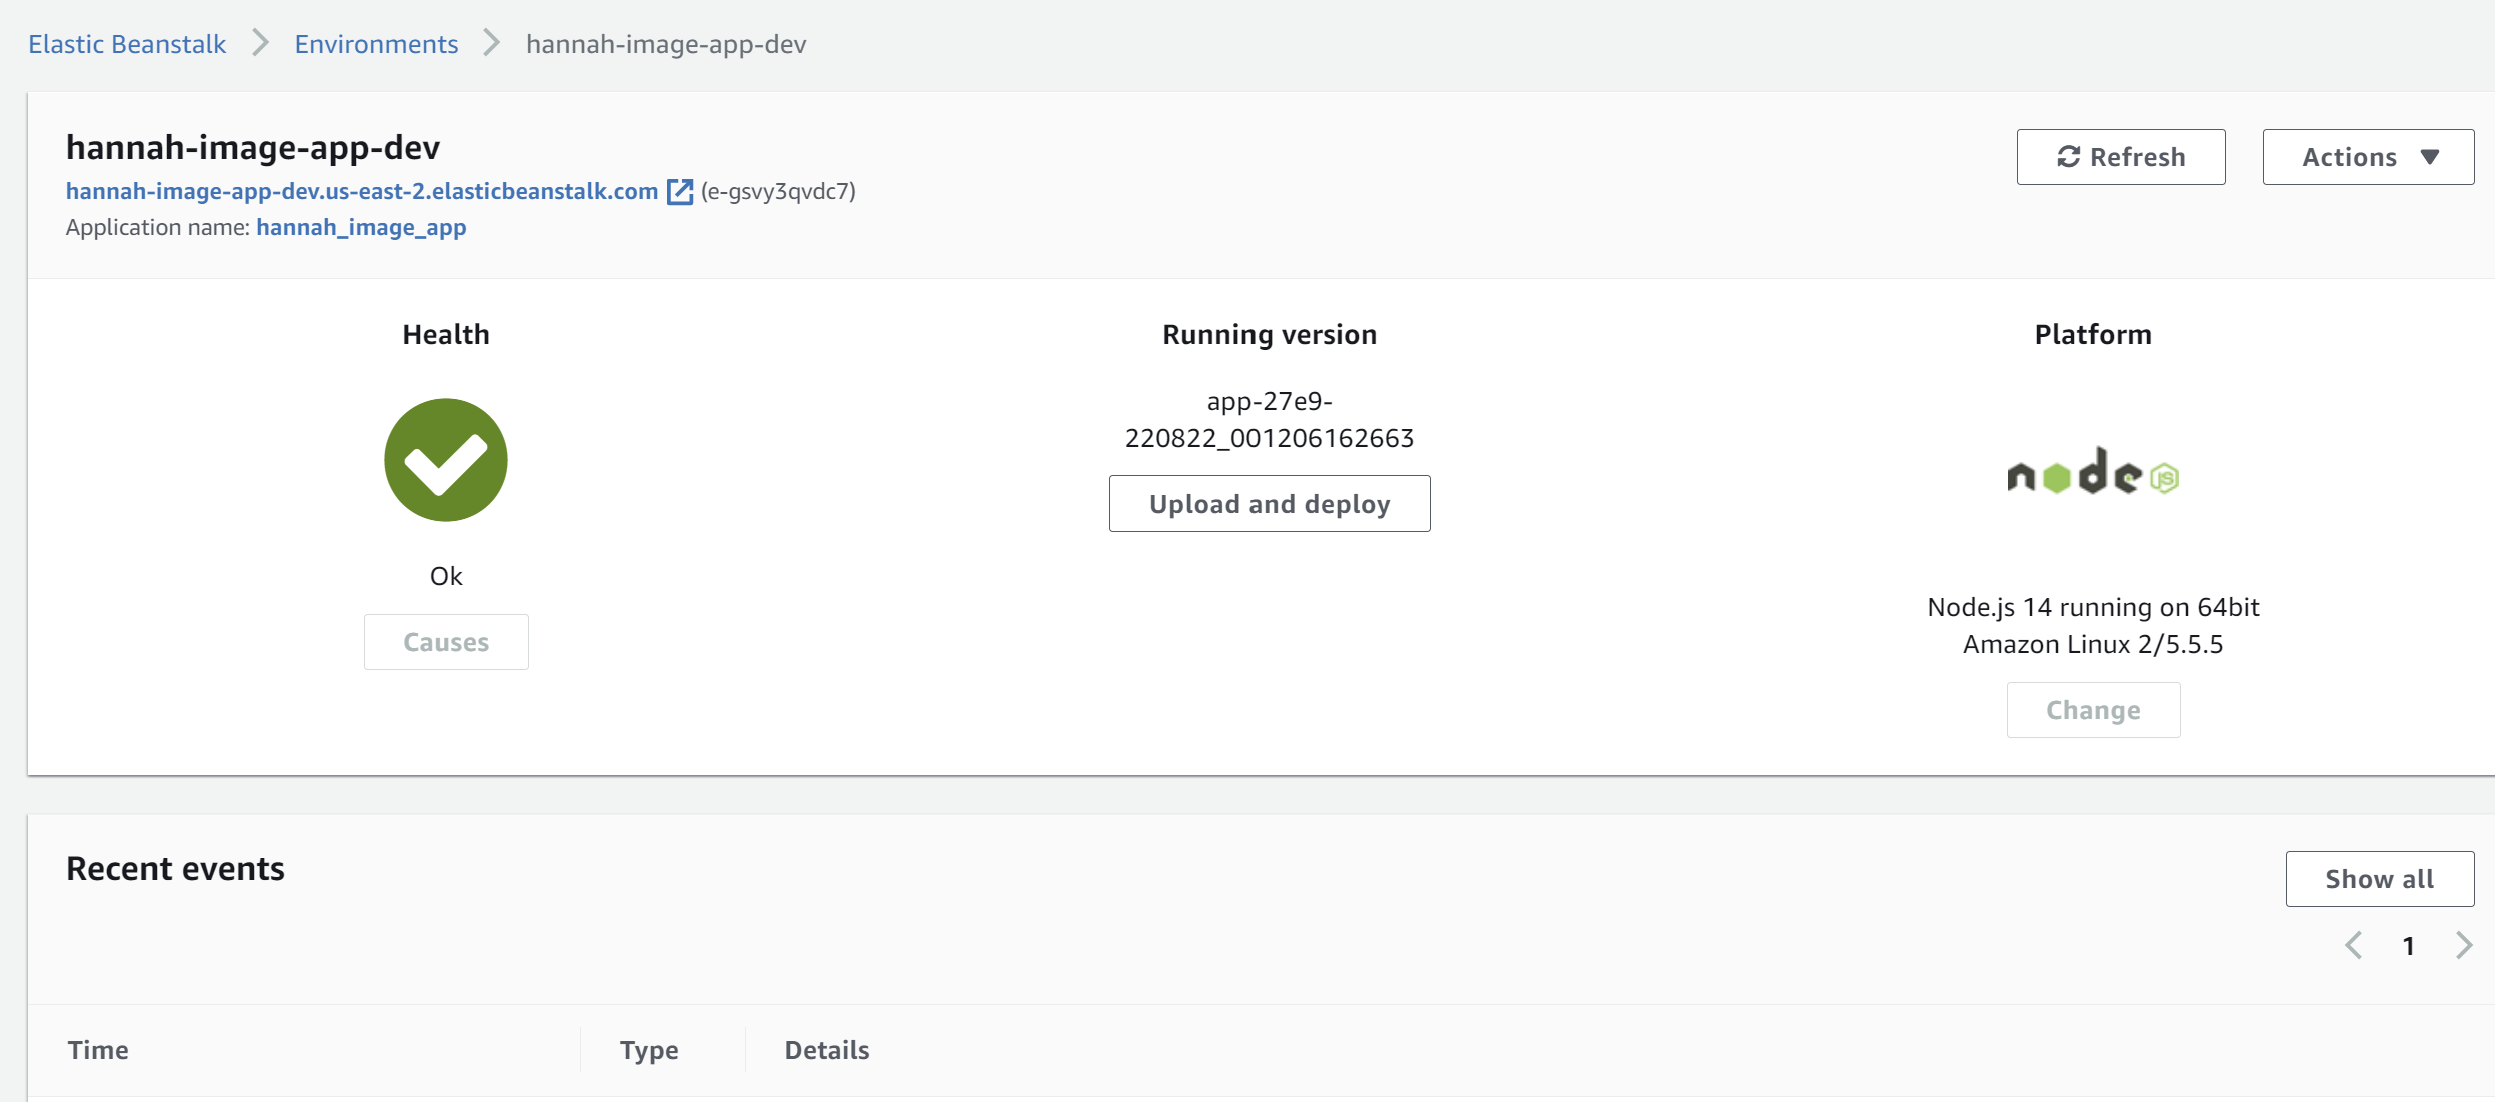 Elastic Beanstalk > Environments > hannah-image-app-dev
hannah-image-app-dev
hannah-image-app-dev.us-east-2.elasticbeanstalk.com (e-gsvy3qvdc7)
Application name: hannah_image_app
Refresh
Actions
Health
Ok
Causes
Running version
app-27e9-
220822_001206162663
Upload and deploy
Platform
node JS
Node.js 14 running on 64bit
Amazon Linux 2/5.5.5
Change
Recent events
Show all
1
Time Type Details